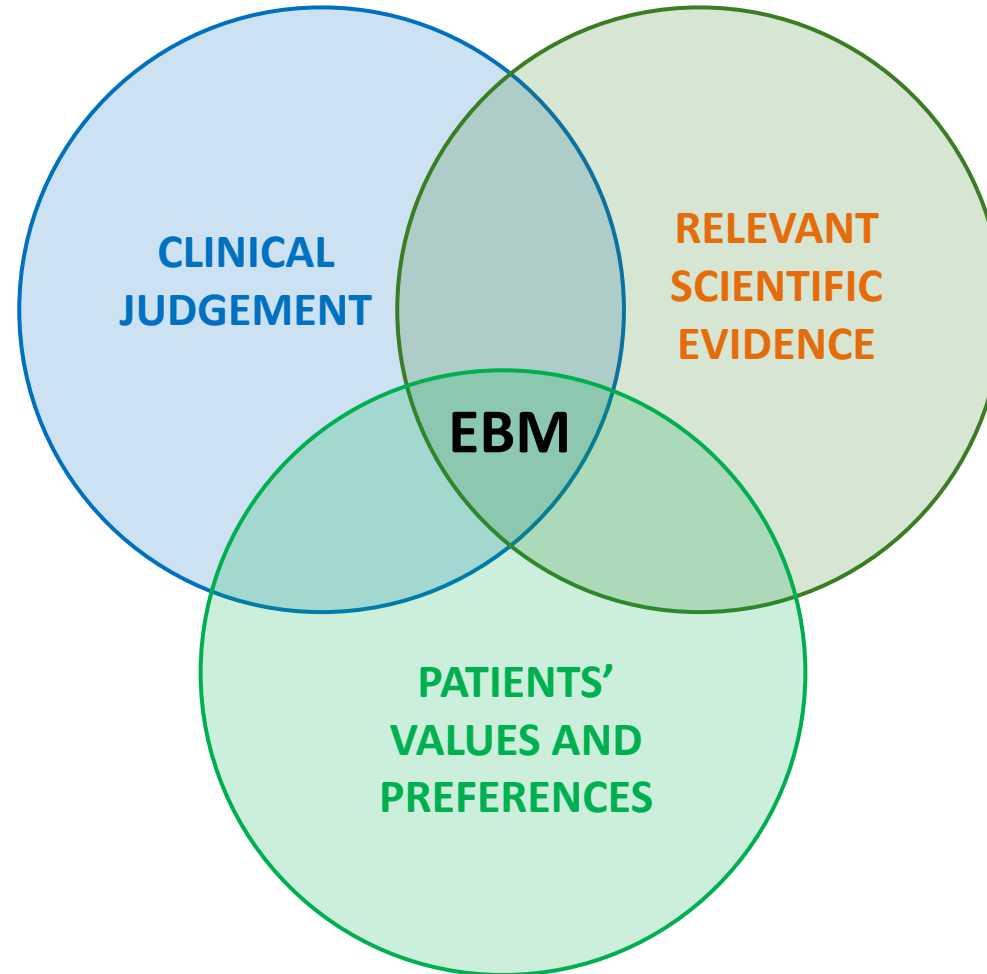 CLINICAL
JUDGEMENT
RELEVANT
SCIENTIFIC
EVIDENCE
EBM
PATIENTS’
VALUES AND
PREFERENCES